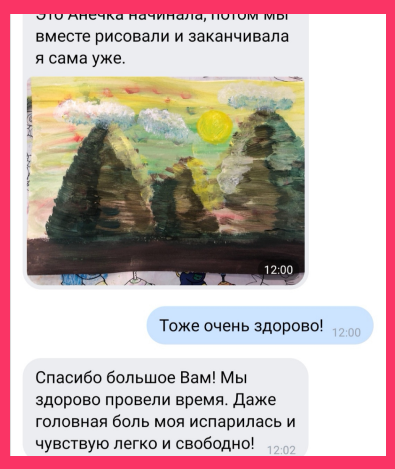 Это Анечка начинала, потом мы
вместе рисовали и заканчивала
я сама уже.
12:00
Тоже очень здорово!
12:00
Спасибо большое Вам! Мы
здорово провели время. Даже
головная боль моя испарилась и
чувствую легко и свободно!
12:02